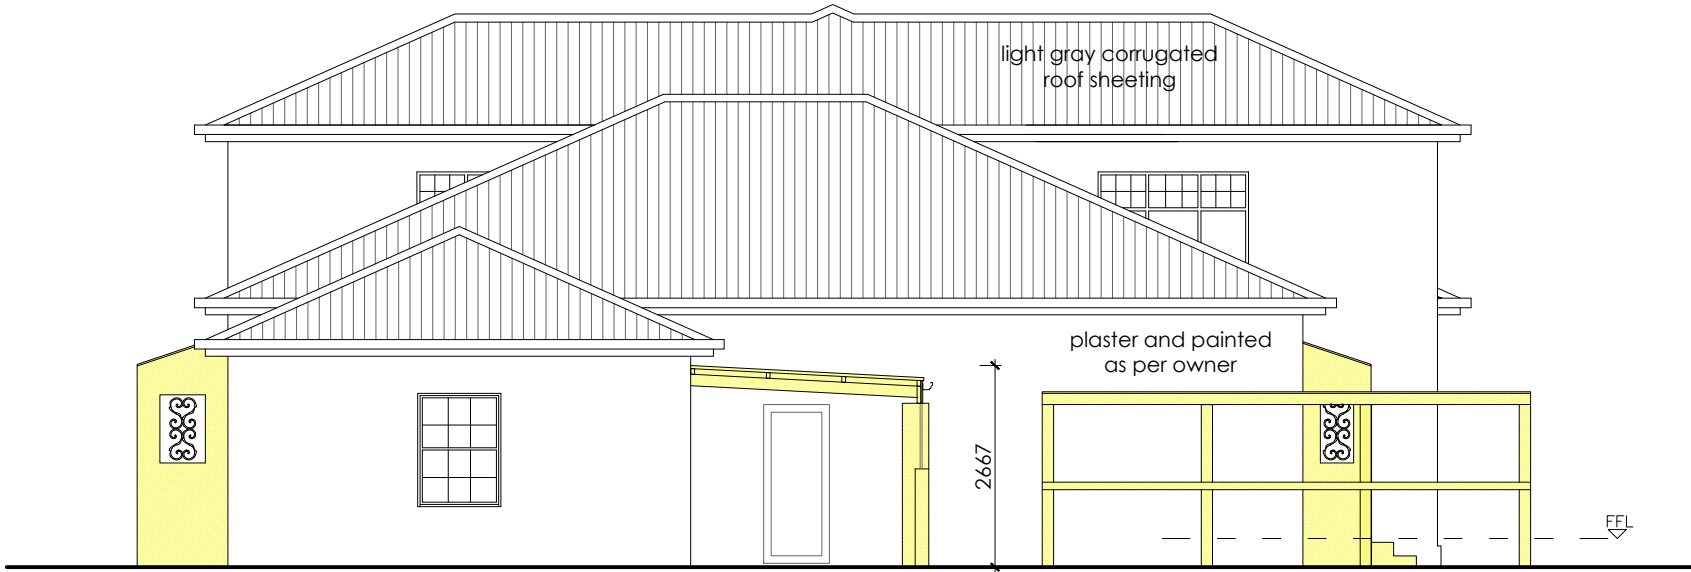 light gray corrugated
roof sheeting
plaster and painted
as per owner
2667
FFL